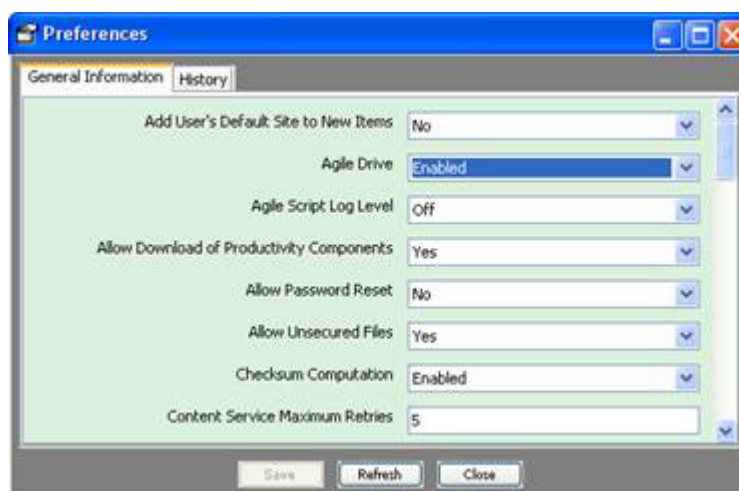 Preferences
General Information History
Add User's Default Site to New Items No
Agile Drive Enabled
Agile Script Log Level Off
Allow Download of Productivity Components Yes
Allow Password Reset No
Allow Unsecured Files Yes
Checksum Computation Enabled
Content Service Maximum Retries 5
Save Refresh Close